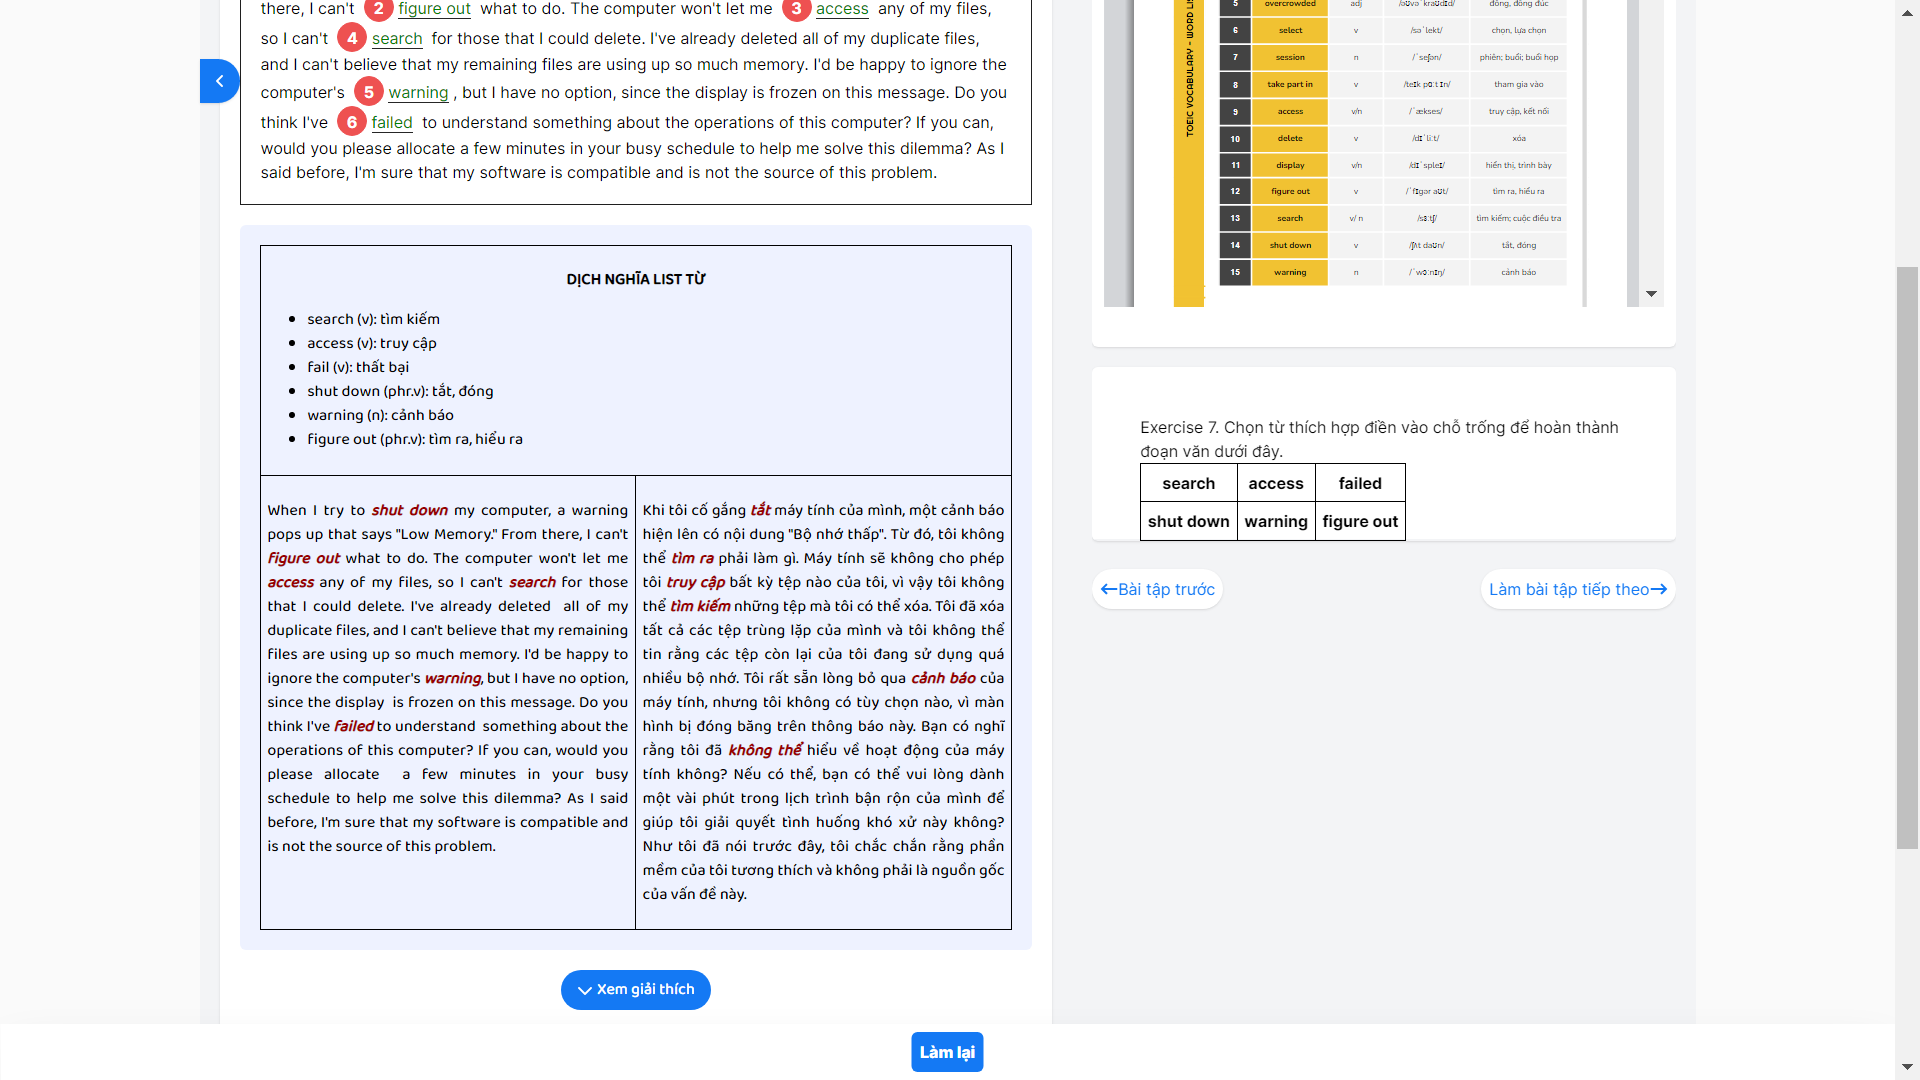 there, I can't 2 figure out what to do. The computer won't let me 3 access any of my files,
so I can't 4 search for those that I could delete. I've already deleted all of my duplicate files,
and I can't believe that my remaining files are using up so much memory. I'd be happy to ignore the
computer's 5 warning , but I have no option, since the display is frozen on this message. Do you
think I've 6 failed to understand something about the operations of this computer? If you can,
would you please allocate a few minutes in your busy schedule to help me solve this dilemma? As I
said before, I'm sure that my software is compatible and is not the source of this problem.
DỊCH NGHĨA LIST TỪ
search (v): tìm kiếm
access (v): truy cập
fail (v): thất bại
shut down (phr.v): tắt, đóng
warning (n): cảnh báo
figure out (phr.v): tìm ra, hiểu ra
When I try to shut down my computer, a warning
pops up that says "Low Memory." From there, I can't
figure out what to do. The computer won't let me
access any of my files, so I can't search for those
that I could delete. I've already deleted all of my
duplicate files, and I can't believe that my remaining
files are using up so much memory. I'd be happy to
ignore the computer's warning, but I have no option,
since the display is frozen on this message. Do you
think I've failed to understand something about the
operations of this computer? If you can, would you
please allocate a few minutes in your busy
schedule to help me solve this dilemma? As I said
before, I'm sure that my software is compatible and
is not the source of this problem.
Khi tôi cố gắng tắt máy tính của mình, một cảnh báo
hiện lên có nội dung "Bộ nhớ thấp". Từ đó, tôi không
thể tìm ra phải làm gì. Máy tính sẽ không cho phép
tôi truy cập bất kỳ tệp nào của tôi, vì vậy tôi không
thể tìm kiếm những tệp mà tôi có thể xóa. Tôi đã xóa
tất cả các tệp trùng lặp của mình và tôi không thể
tin rằng các tệp còn lại của tôi đang sử dụng quá
nhiều bộ nhớ. Tôi rất sẵn lòng bỏ qua cảnh báo của
máy tính, nhưng tôi không có tùy chọn nào, vì màn
hình bị đóng băng trên thông báo này. Bạn có nghĩ
rằng tôi đã không thể hiểu về hoạt động của máy
tính không? Nếu có thể, bạn có thể vui lòng dành
một vài phút trong lịch trình bận rộn của mình để
giúp tôi giải quyết tình huống khó xử này không?
Như tôi đã nói trước đây, tôi chắc chắn rằng phần
mềm của tôi tương thích và không phải là nguồn gốc
của vấn đề này.
Xem giải thích
Làm lại
TOEIC VOCABULARY - WORD LI
5 overcrowded adj /ˌəʊvəˈkraʊdɪd/ đông, đông đúc
6 select v /səˈlekt/ chọn, lựa chọn
7 session n /ˈseʃən/ phiên; buổi; buổi họp
8 take part in v /teɪk pɑːt ɪn/ tham gia vào
9 access v/n /ˈækses/ truy cập, kết nối
10 delete v /dɪˈliːt/ xóa
11 display v/n /dɪˈspleɪ/ hiển thị, trình bày
12 figure out v /ˈfɪɡər aʊt/ tìm ra, hiểu ra
13 search v/ n /sɜːtʃ/ tìm kiếm; cuộc điều tra
14 shut down v /ʃʌt daʊn/ tắt, đóng
15 warning n /ˈwɔːnɪŋ/ cảnh báo
Exercise 7. Chọn từ thích hợp điền vào chỗ trống để hoàn thành
đoạn văn dưới đây.
search access failed
shut down warning figure out
Bài tập trước
Làm bài tập tiếp theo